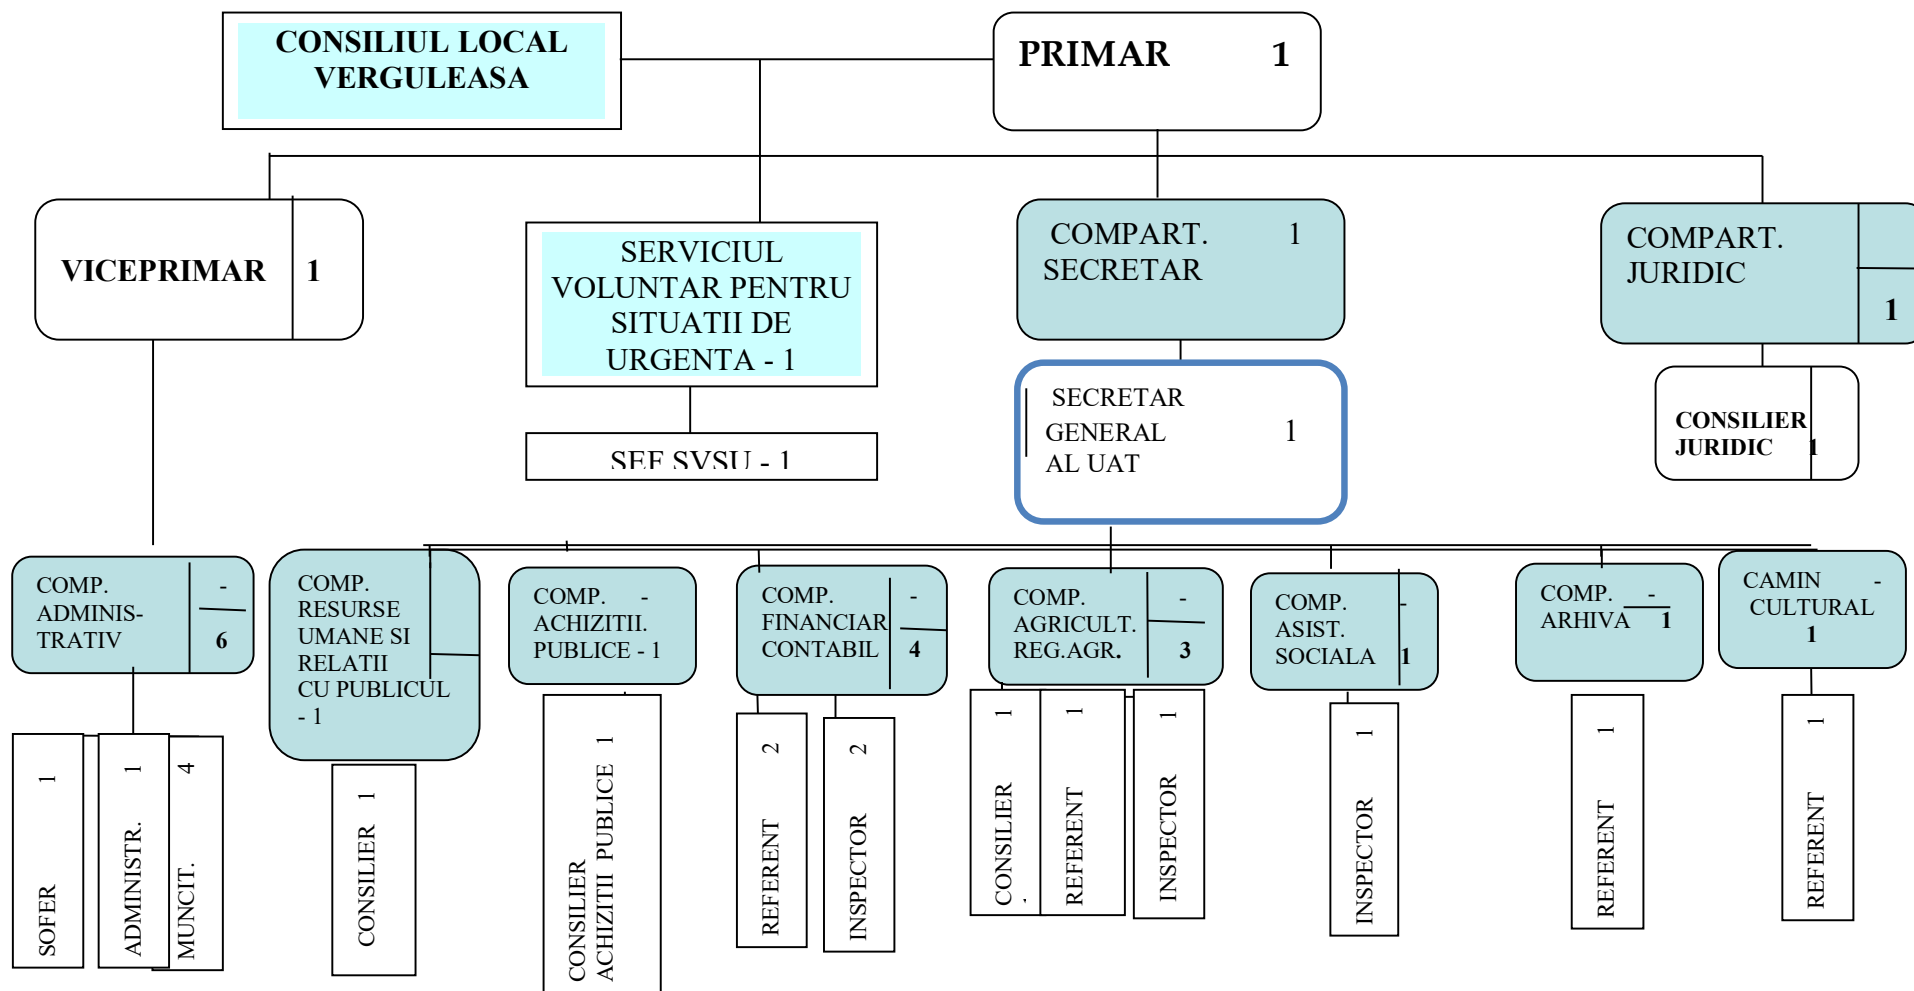 CONSILIUL LOCAL
VERGULEASA
PRIMAR 1
VICEPRIMAR 1
SERVICIUL
VOLUNTAR PENTRU
SITUATII DE
URGENTA - 1
COMPART. 1
SECRETAR
COMPART.
JURIDIC
1
SEF SVSU - 1
SECRETAR
GENERAL 1
AL UAT
CONSILIER
JURIDIC 1
COMP. -
ADMINIS-
TRATIV 6
COMP.
RESURSE
UMANE SI
RELATII
CU PUBLICUL
- 1
COMP. -
ACHIZITII.
PUBLICE - 1
COMP. -
FINANCIAR
CONTABIL 4
COMP. -
AGRICULT.
REG.AGR. 3
COMP. -
ASIST.
SOCIALA 1
COMP. -
ARHIVA 1
CAMIN -
CULTURAL
1
SOFER 1
ADMINISTR. 1
MUNCIT. 4
CONSILIER 1
CONSILIER
ACHIZITII PUBLICE 1
REFERENT 2
INSPECTOR 2
CONSILIER 1
REFERENT 1
INSPECTOR 1
INSPECTOR 1
REFERENT 1
REFERENT 1